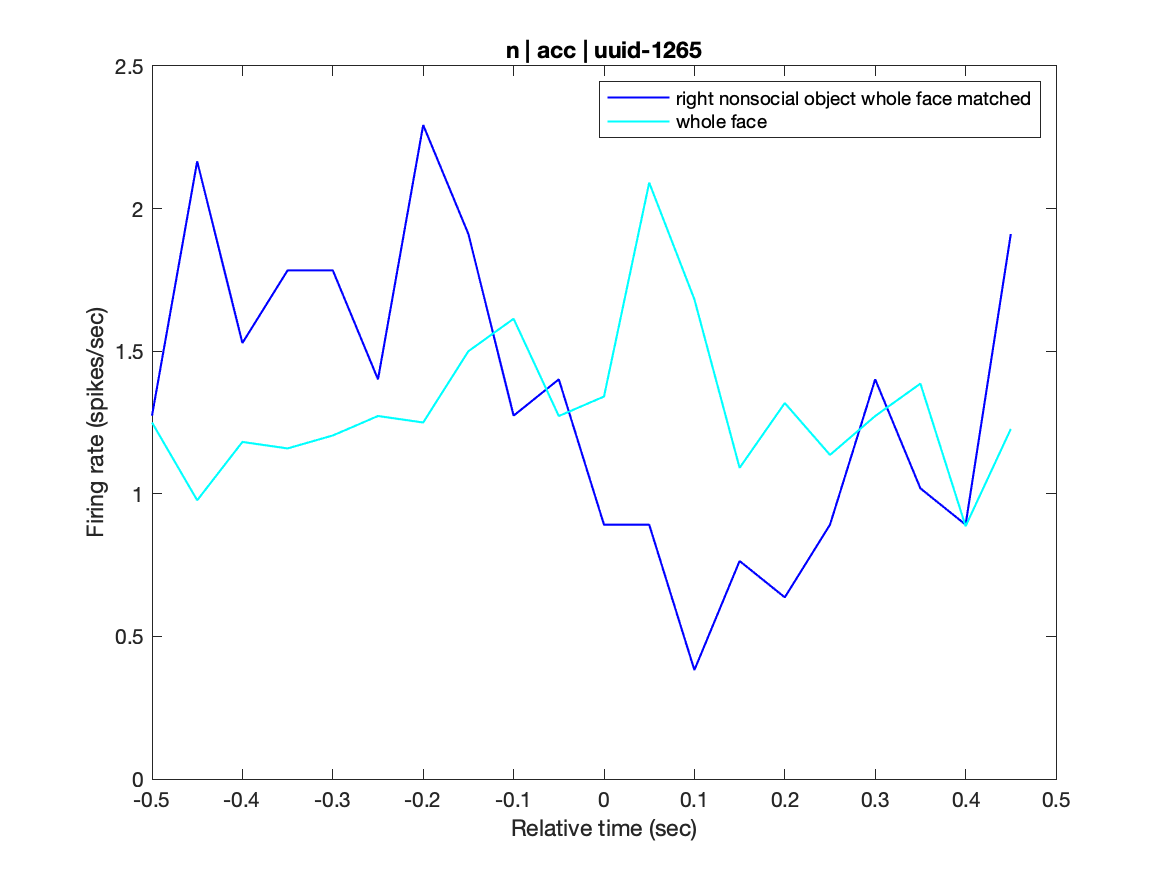 n | acc | uuid-1265
right nonsocial object whole face matched
whole face
Firing rate (spikes/sec)
2.5
2
1.5
1
0.5
0
-0.5 -0.4 -0.3 -0.2 -0.1 0 0.1 0.2 0.3 0.4 0.5
Relative time (sec)